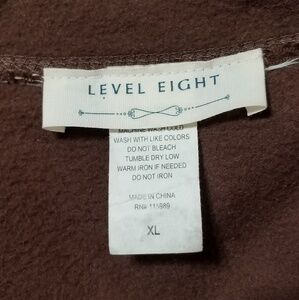 LEVEL EIGHT
MACHINE WASH COLD
WASH WITH LIKE COLORS
DO NOT BLEACH
TUMBLE DRY LOW
WARM IRON IF NEEDED
DO NOT IRON
MADE IN CHINA
RN#
XL